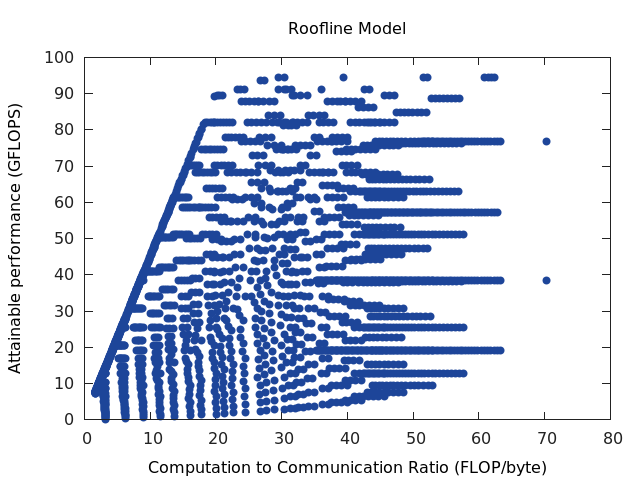 Roofline Model
Attainable performance (GFLOPS)
100
90
80
70
60
50
40
30
20
10
0
0 10 20 30 40 50 60 70 80
Computation to Communication Ratio (FLOP/byte)